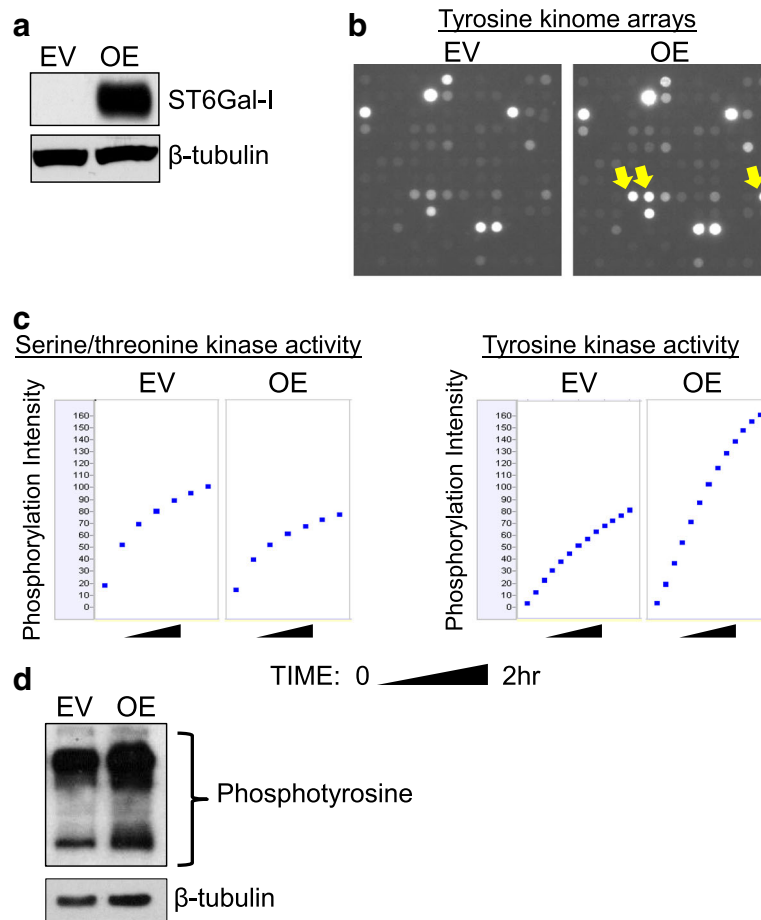 a
EV OE
ST6Gal-I
β-tubulin
b
Tyrosine kinome arrays
EV OE
c
Serine/threonine kinase activity
EV OE
Phosphorylation Intensity
160
150
140
130
120
110
100
90
80
70
60
50
40
30
20
10
0
Tyrosine kinase activity
EV OE
Phosphorylation Intensity
160
150
140
130
120
110
100
90
80
70
60
50
40
30
20
10
0
TIME: 0 2hr
d
EV OE
Phosphotyrosine
β-tubulin